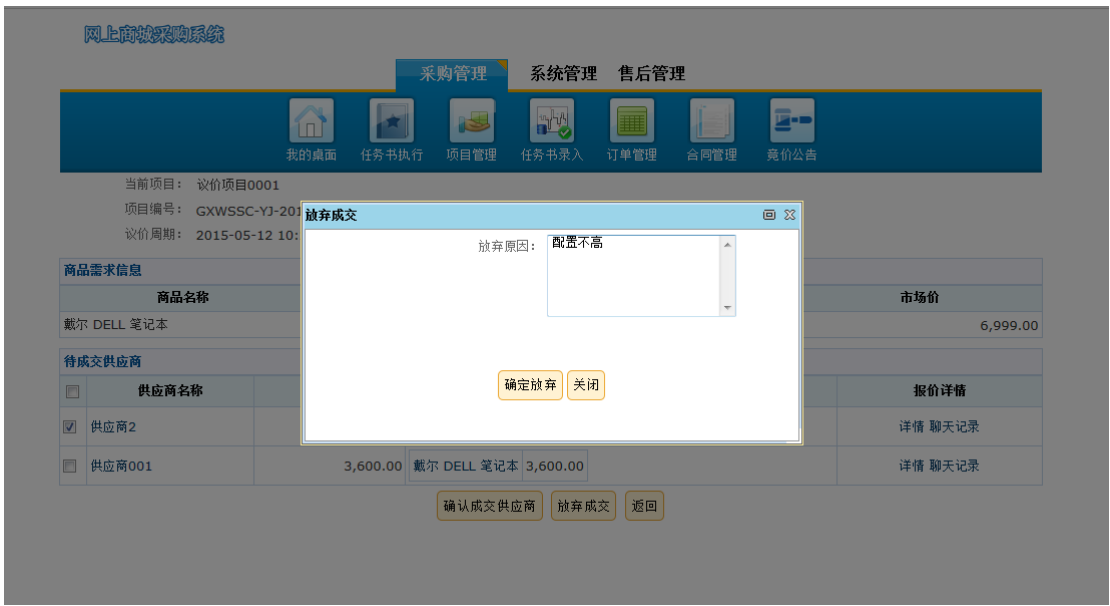 网上商城采购系统
采购管理 系统管理 售后管理
我的桌面 任务书执行 项目管理 任务书录入 订单管理 合同管理 竞价公告
当前项目： 议价项目0001
项目编号： GXWSSC-YJ-201
议价周期： 2015-05-12 10:
放弃成交
放弃原因： 配置不高
确定放弃 关闭
商品需求信息
商品名称 市场价
戴尔 DELL 笔记本 6,999.00
待成交供应商
供应商名称 报价详情
供应商2 详情 聊天记录
供应商001 3,600.00 戴尔 DELL 笔记本 3,600.00 详情 聊天记录
确认成交供应商 放弃成交 返回